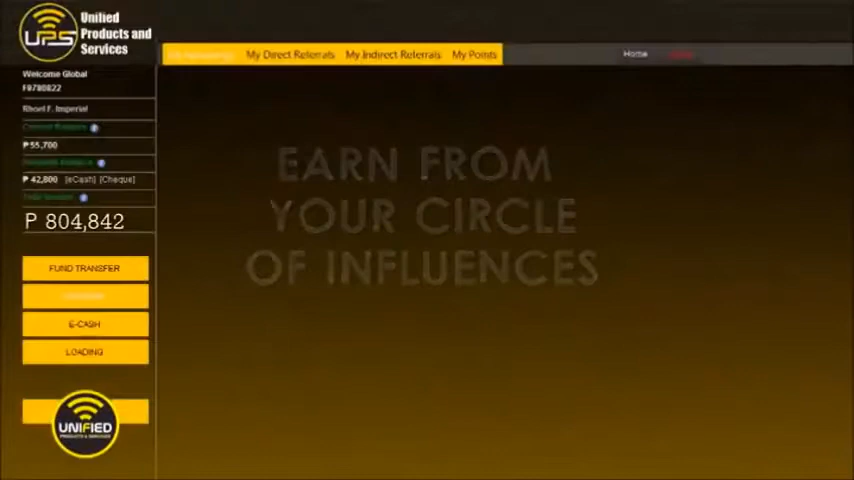 UPS
Unified
Products and
Services
My Direct Referrals
My Indirect Referrals
My Points
Home
Welcome Global
F9780822
Rhoel F. Imperial
₱ 55,700
₱ 42,800 [eCash] [Cheque]
P 804,842
EARN FROM
YOUR CIRCLE
OF INFLUENCES
FUND TRANSFER
E-CASH
LOADING
UNIFIED
PRODUCTS & SERVICES